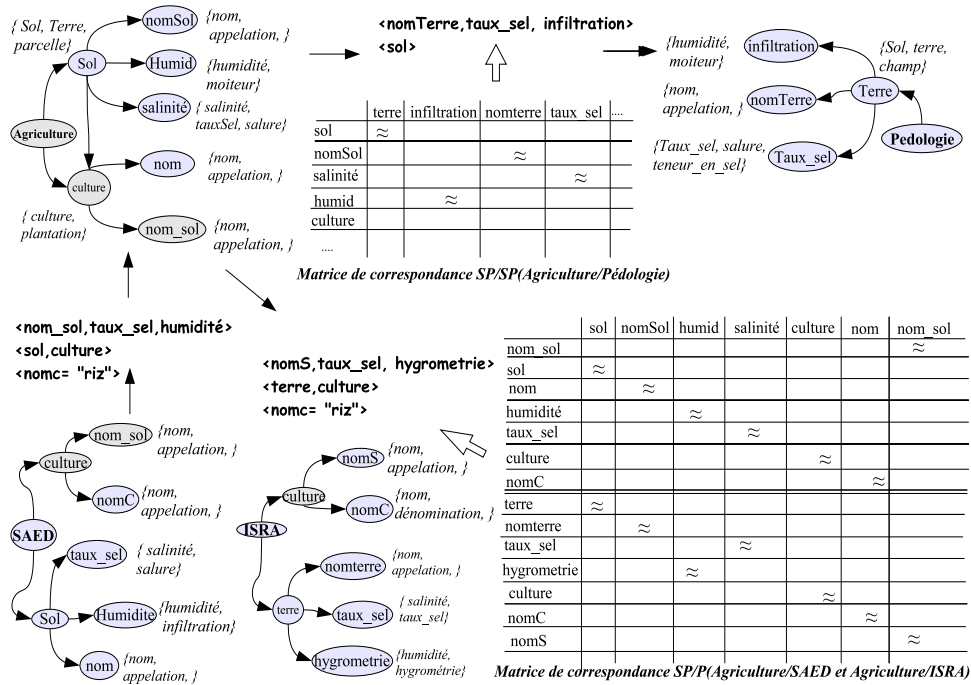 { Sol, Terre,
parcelle}
Sol
nomSol
{nom,
appelation, }
Humid
{humidité,
moiteur}
salinité
{ salinité,
tauxSel, salure}
Agriculture
nom
{nom,
appelation, }
culture
{ culture,
plantation}
nom_sol
{nom,
appelation, }
<nomTerre,taux_sel, infiltration>
<sol>
terre infiltration nomterre taux_sel ....
sol ≈
nomSol ≈
salinité ≈
humid ≈
culture
....
Matrice de correspondance SP/SP(Agriculture/Pédologie)
{humidité,
moiteur}
infiltration
{Sol, terre,
champ}
{nom,
appelation, }
nomTerre
Terre
{Taux_sel, salure,
teneur_en_sel}
Taux_sel
Pedologie
<nom_sol,taux_sel,humidité>
<sol,culture>
<nomc= "riz">
<nomS,taux_sel, hygrometrie>
<terre,culture>
<nomc= "riz">
nom_sol
{nom,
appelation, }
culture
nomC
{nom,
appelation, }
SAED
taux_sel
{ salinité,
salure}
Sol
Humidite
{humidité,
infiltration}
nom
{nom,
appelation, }
nomS
{nom,
appelation, }
culture
nomC
{nom,
dénomination, }
ISRA
nomterre
{nom,
appelation, }
terre
taux_sel
{ salinité,
taux_sel}
hygrometrie
{humidité,
hygrométrie}
sol nomSol humid salinité culture nom nom_sol
nom_sol ≈
sol ≈
nom ≈
humidité ≈
taux_sel ≈
culture ≈
nomC ≈
terre ≈
nomterre ≈
taux_sel ≈
hygrometrie ≈
culture ≈
nomC ≈
nomS ≈
Matrice de correspondance SP/P(Agriculture/SAED et Agriculture/ISRA)